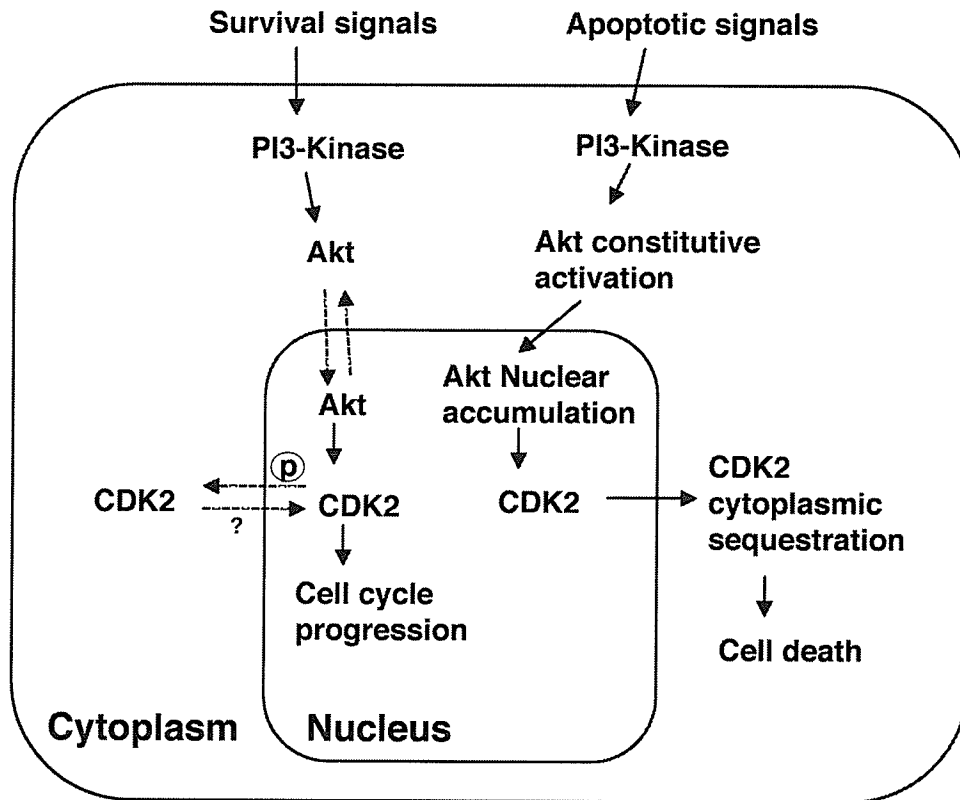 Survival signals
Apoptotic signals
PI3-Kinase
PI3-Kinase
Akt
Akt constitutive
activation
Akt
Akt Nuclear
accumulation
p
CDK2
?
CDK2
CDK2
CDK2
cytoplasmic
sequestration
Cell cycle
progression
Cell death
Cytoplasm
Nucleus